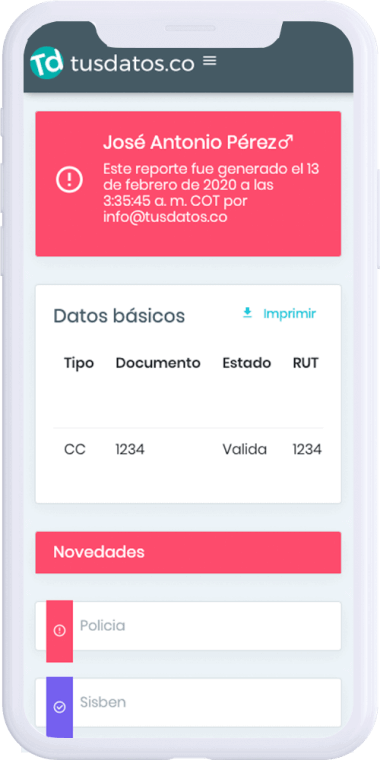 Td tusdatos.co
José Antonio Pérez♂
Este reporte fue generado el 13
de febrero de 2020 a las
3:35:45 a. m. COT por
info@tusdatos.co
Datos básicos Imprimir
Tipo Documento Estado RUT
CC 1234 Valida 1234
Novedades
Policia
Sisben